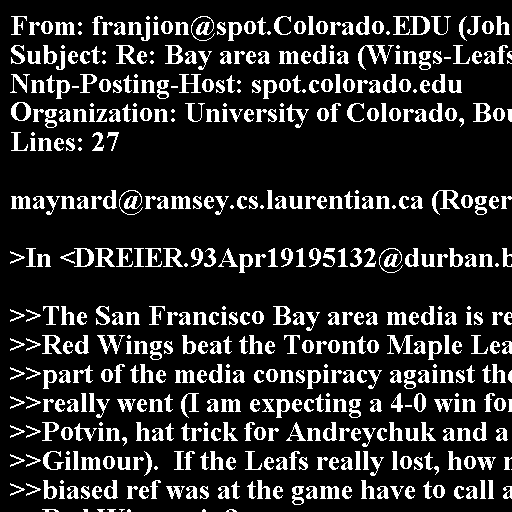 From: franjion@spot.Colorado.EDU (Joh
Subject: Re: Bay area media (Wings-Leafs
Nntp-Posting-Host: spot.colorado.edu
Organization: University of Colorado, Bou
Lines: 27

maynard@ramsey.cs.laurentian.ca (Roger

>In <DREIER.93Apr19195132@durban.b

>>The San Francisco Bay area media is re
>>Red Wings beat the Toronto Maple Lea
>>part of the media conspiracy against the
>>really went (I am expecting a 4-0 win for
>>Potvin, hat trick for Andreychuk and a
>>Gilmour).  If the Leafs really lost, how m
>>biased ref was at the game have to call a